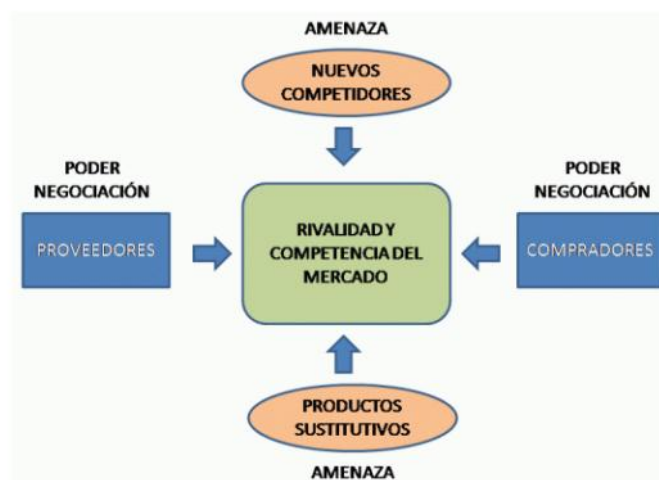 AMENAZA
NUEVOS
COMPETIDORES
PODER
NEGOCIACIÓN
PROVEEDORES
RIVALIDAD Y
COMPETENCIA DEL
MERCADO
PODER
NEGOCIACIÓN
COMPRADORES
PRODUCTOS
SUSTITUTIVOS
AMENAZA